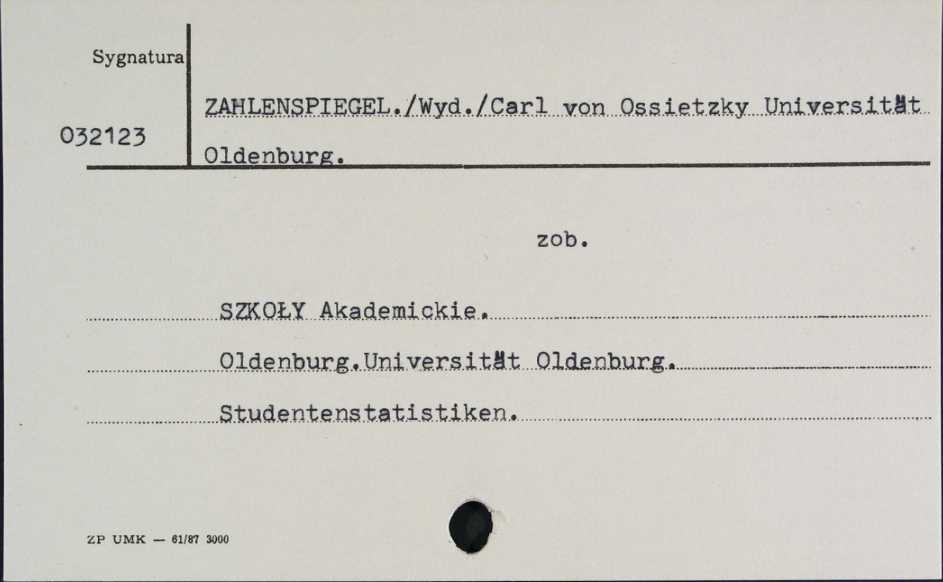 Sygnatura
032123
ZAHLENSPIEGEL./Wyd./Carl von Ossietzky Universität
Oldenburg.
zob.
SZKOŁY Akademickie.
Oldenburg.Universität Oldenburg.
Studentenstatistiken.
ZP UMK — 61/87 3000